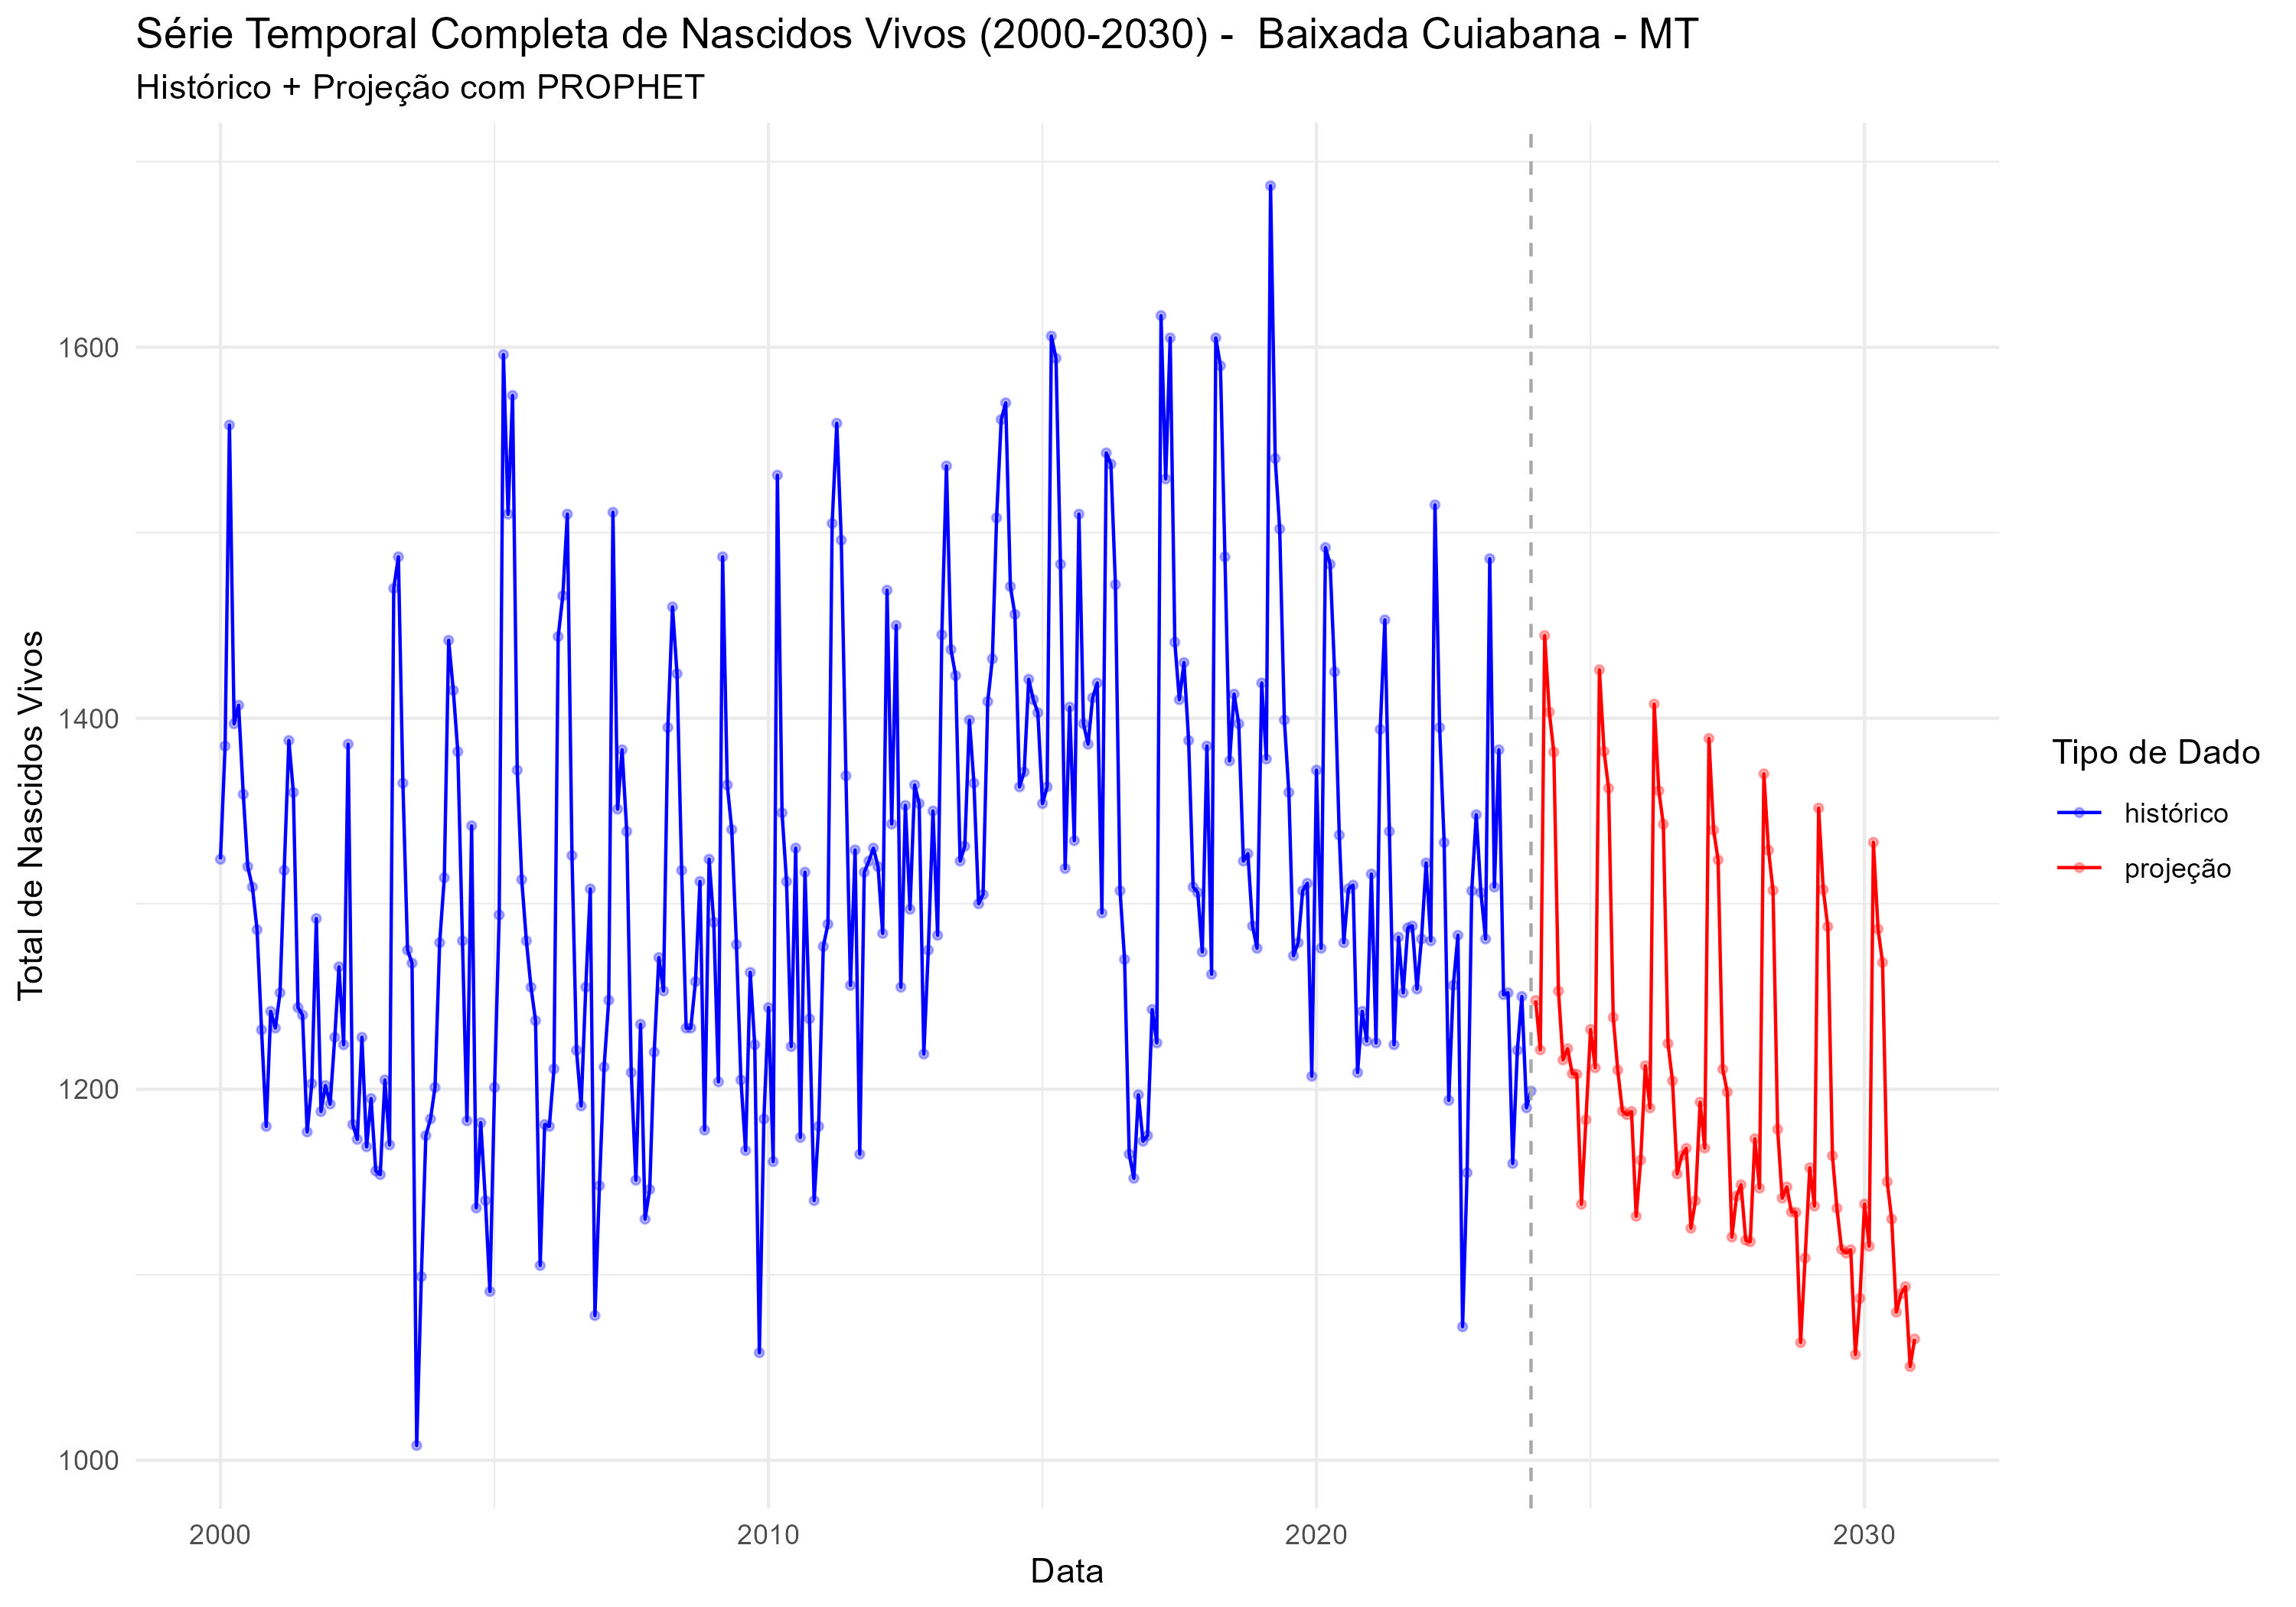 Série Temporal Completa de Nascidos Vivos (2000-2030) -  Baixada Cuiabana - MT
Histórico + Projeção com PROPHET
Total de Nascidos Vivos
1600
1400
1200
1000
2000
2010
2020
2030
Data
Tipo de Dado
histórico
projeção